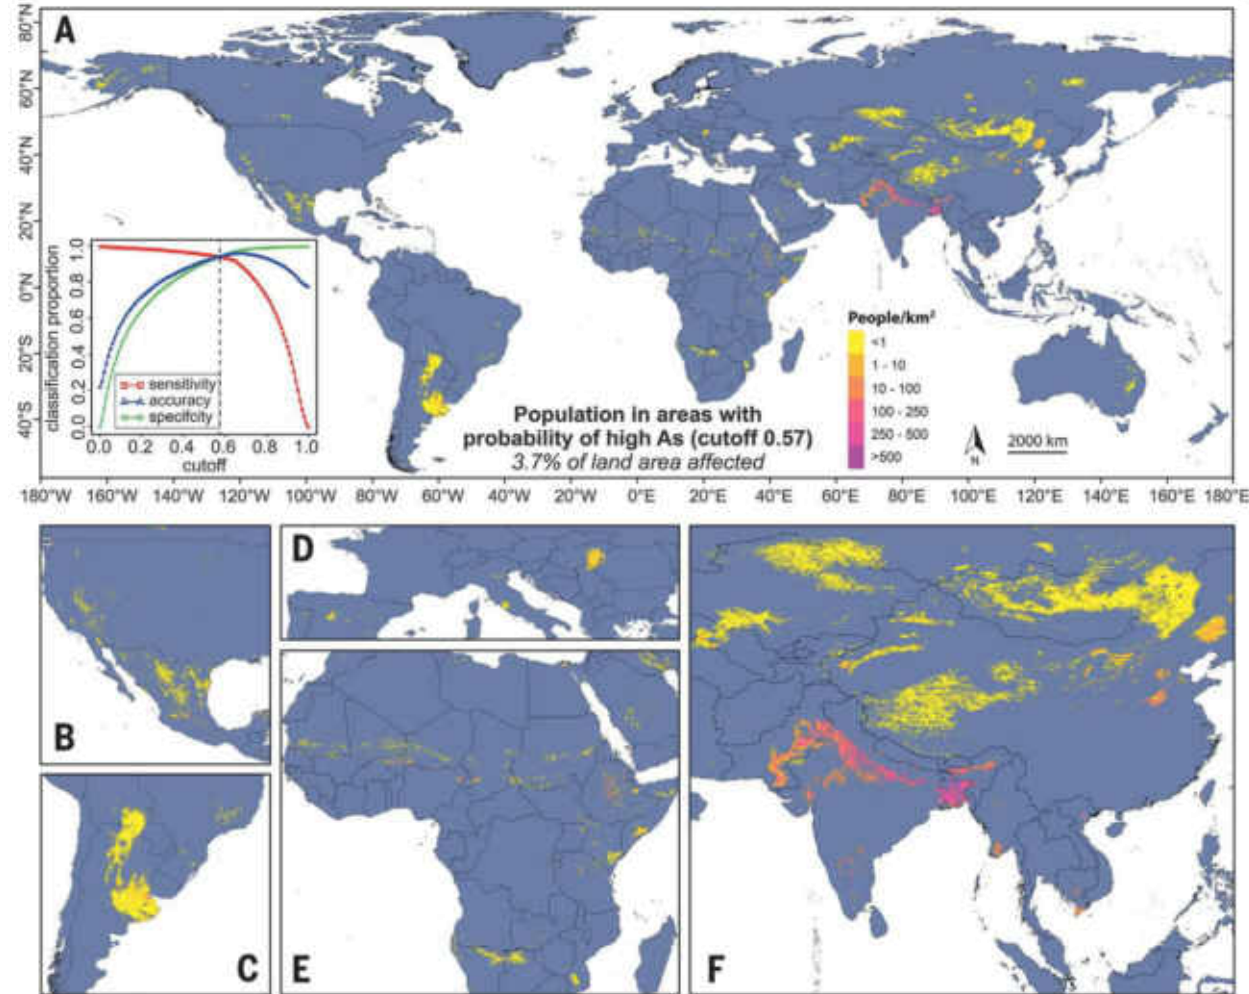 A
80°N
60°N
40°N
20°N
0°N
20°S
40°S
classification proportion
1.0
0.8
0.6
0.4
0.2
0.0
sensitivity
accuracy
specifcity
0.0 0.2 0.4 0.6 0.8 1.0
cutoff
Population in areas with
probability of high As (cutoff 0.57)
3.7% of land area affected
People/km²
<1
1 - 10
10 - 100
100 - 250
250 - 500
>500
N
2000 km
180°W 160°W 140°W 120°W 100°W 80°W 60°W 40°W 20°W 0°E 20°E 40°E 60°E 80°E 100°E 120°E 140°E 160°E 180°E
B
C
D
E
F